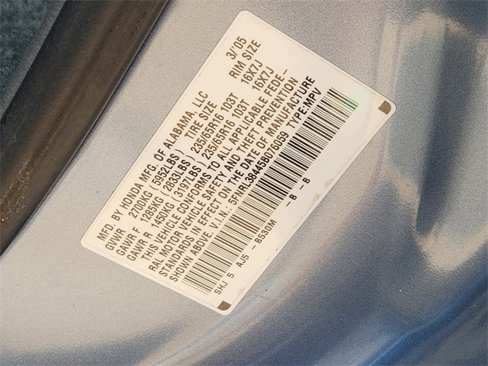 MFD. BY HONDA MFG. OF ALABAMA, LLC 3/05
GVWR 2700KG (5952LBS) TIRE SIZE RIM SIZE
GAWR F 1285KG (2833LBS) 235/65R16 103T 16X7J
GAWR R 1450KG (3197LBS) 235/65R16 103T 16X7J
THIS VEHICLE CONFORMS TO ALL APPLICABLE FEDE-
RAL MOTOR VEHICLE SAFETY AND THEFT PREVENTION
STANDARDS IN EFFECT ON THE DATE OF MANUFACTURE
SHOWN ABOVE. V.I.N.: 5FNRL38445B078059 TYPE: MPV
SHJ 5 AJ5 - B530M - B - B